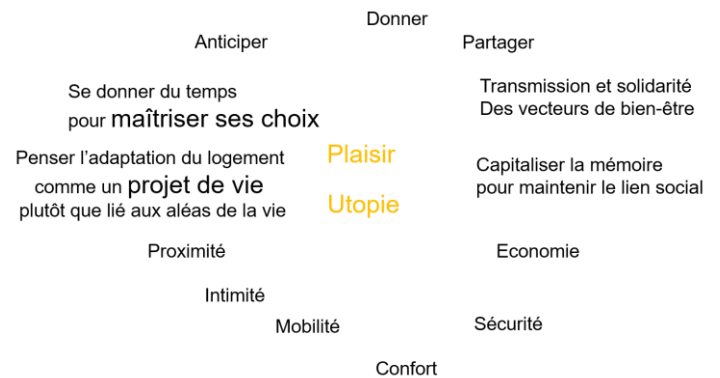 Donner
Anticiper
Partager
Se donner du temps
pour maîtriser ses choix
Transmission et solidarité
Des vecteurs de bien-être
Penser l’adaptation du logement
comme un projet de vie
plutôt que lié aux aléas de la vie
Plaisir
Utopie
Capitaliser la mémoire
pour maintenir le lien social
Proximité
Economie
Intimité
Mobilité
Sécurité
Confort